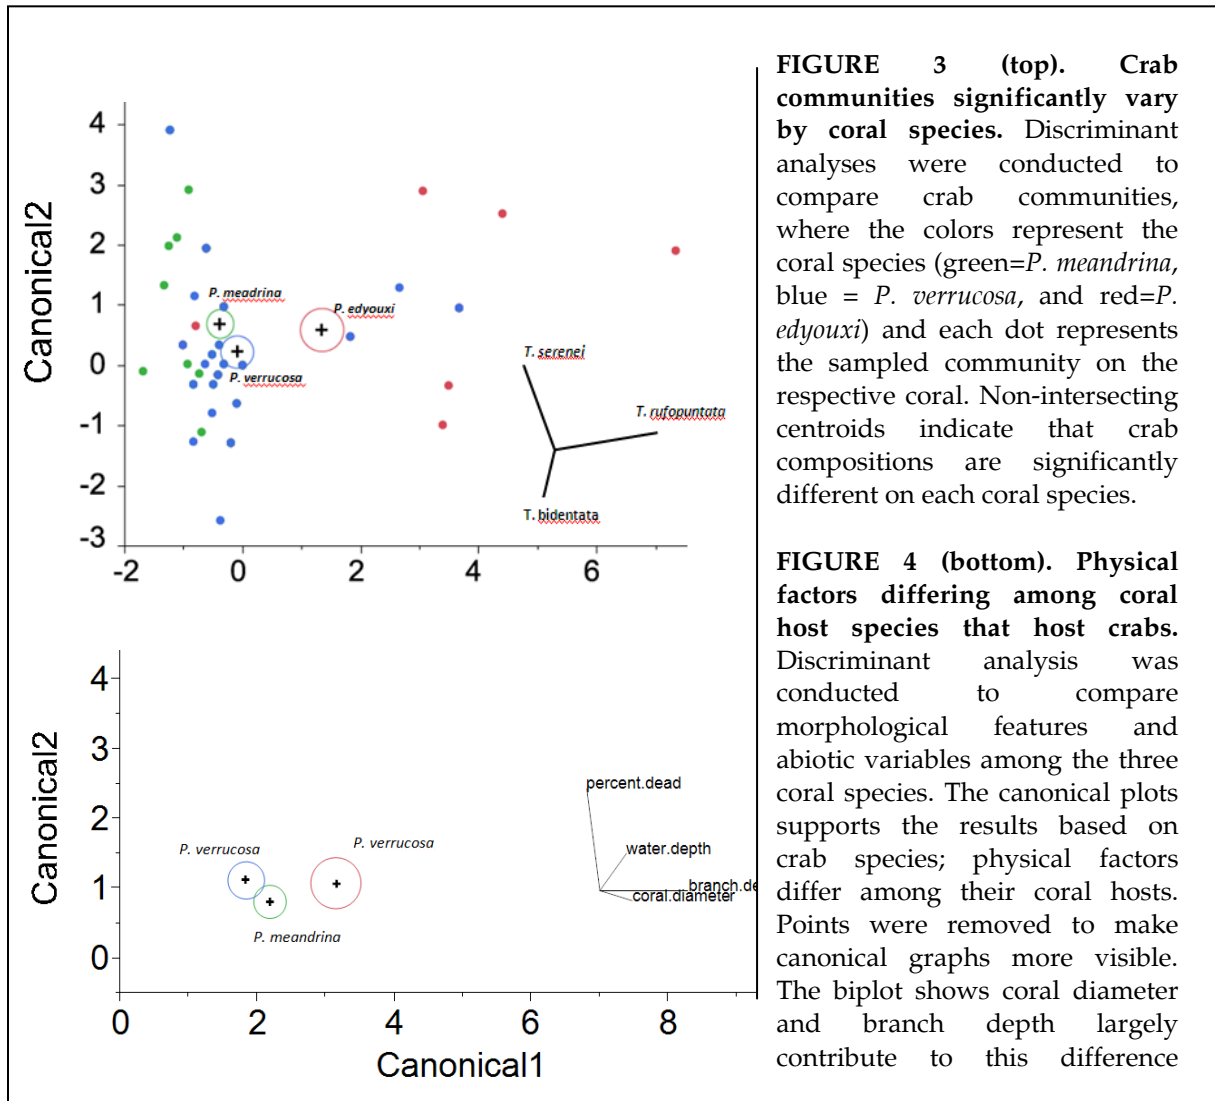 Canonical2
4
3
2
1
0
-1
-2
-3
-2
0
2
4
6
P. meadrina
P. edyouxi
P. verrucosa
T. serenei
T. rufopuntata
T. bidentata
Canonical2
4
3
2
1
0
0
2
4
6
8
Canonical1
P. verrucosa
P. verrucosa
P. meandrina
percent.dead
water.depth
branch.de
coral.diameter
FIGURE 3 (top). Crab
communities significantly vary
by coral species. Discriminant
analyses were conducted to
compare crab communities,
where the colors represent the
coral species (green=P. meandrina,
blue = P. verrucosa, and red=P.
edyouxi) and each dot represents
the sampled community on the
respective coral. Non-intersecting
centroids indicate that crab
compositions are significantly
different on each coral species.
FIGURE 4 (bottom). Physical
factors differing among coral
host species that host crabs.
Discriminant analysis was
conducted to compare
morphological features and
abiotic variables among the three
coral species. The canonical plots
supports the results based on
crab species; physical factors
differ among their coral hosts.
Points were removed to make
canonical graphs more visible.
The biplot shows coral diameter
and branch depth largely
contribute to this difference